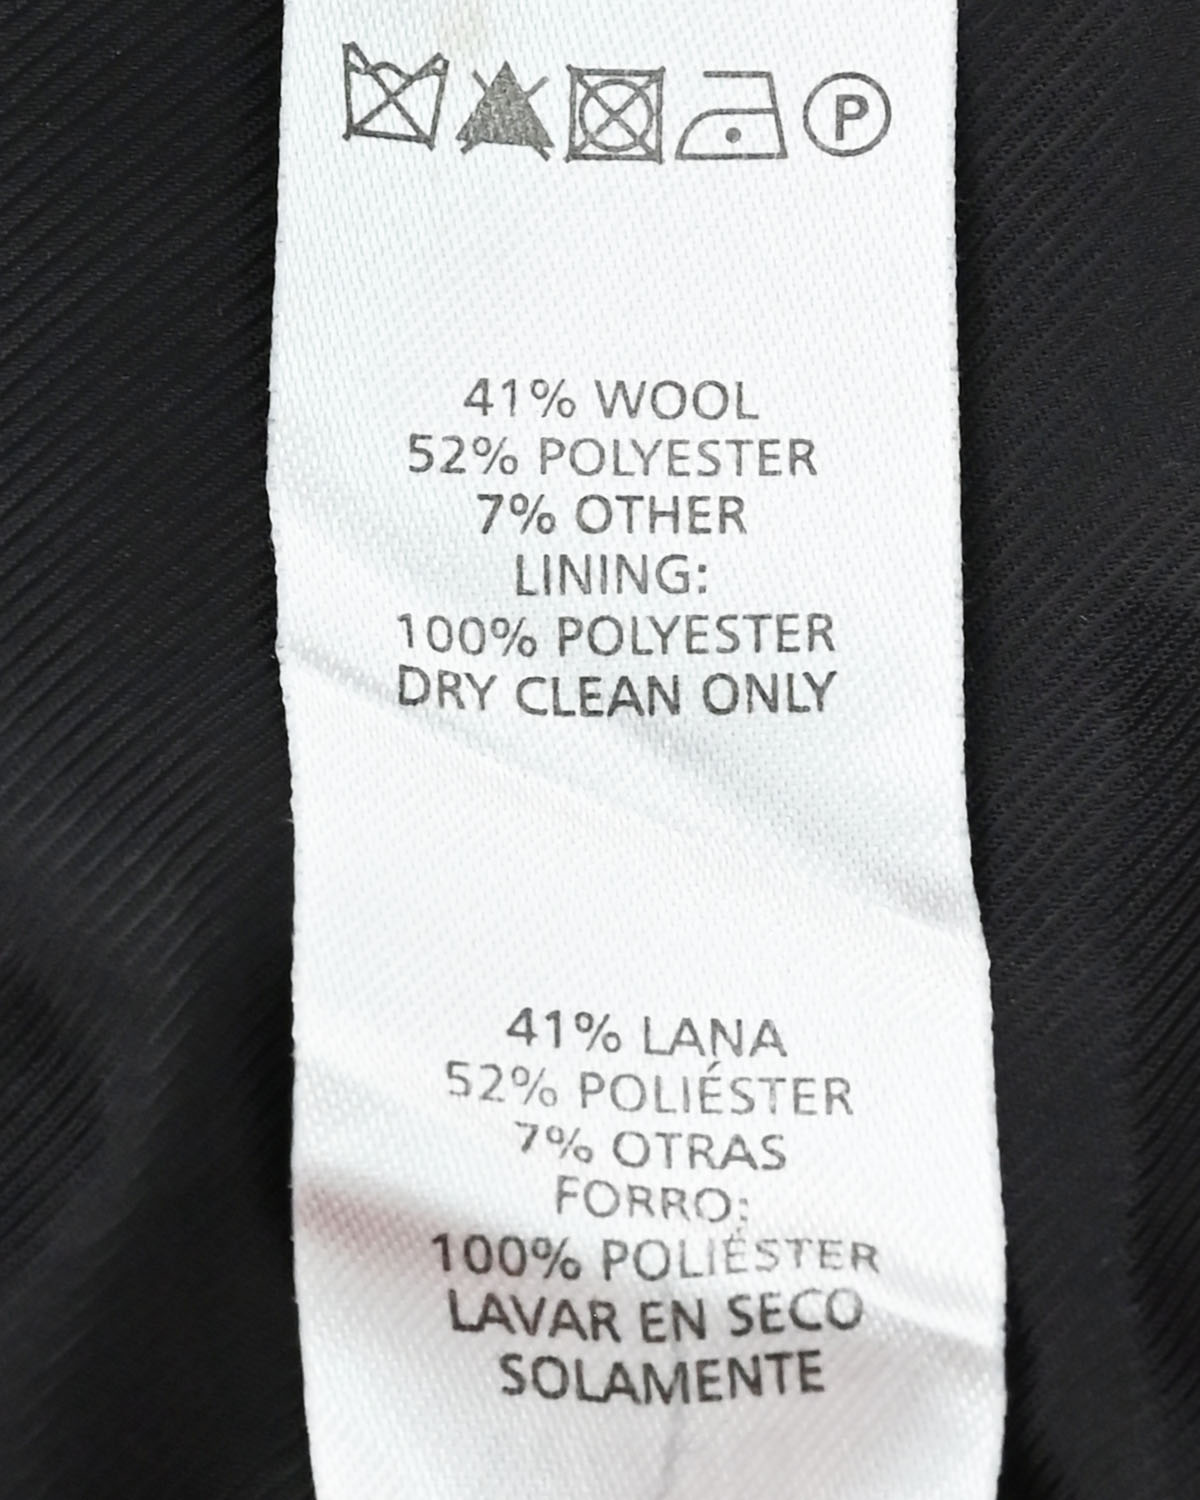 P
41% WOOL
52% POLYESTER
7% OTHER
LINING:
100% POLYESTER
DRY CLEAN ONLY
41% LANA
52% POLIÉSTER
7% OTRAS
FORRO:
100% POLIÉSTER
LAVAR EN SECO
SOLAMENTE